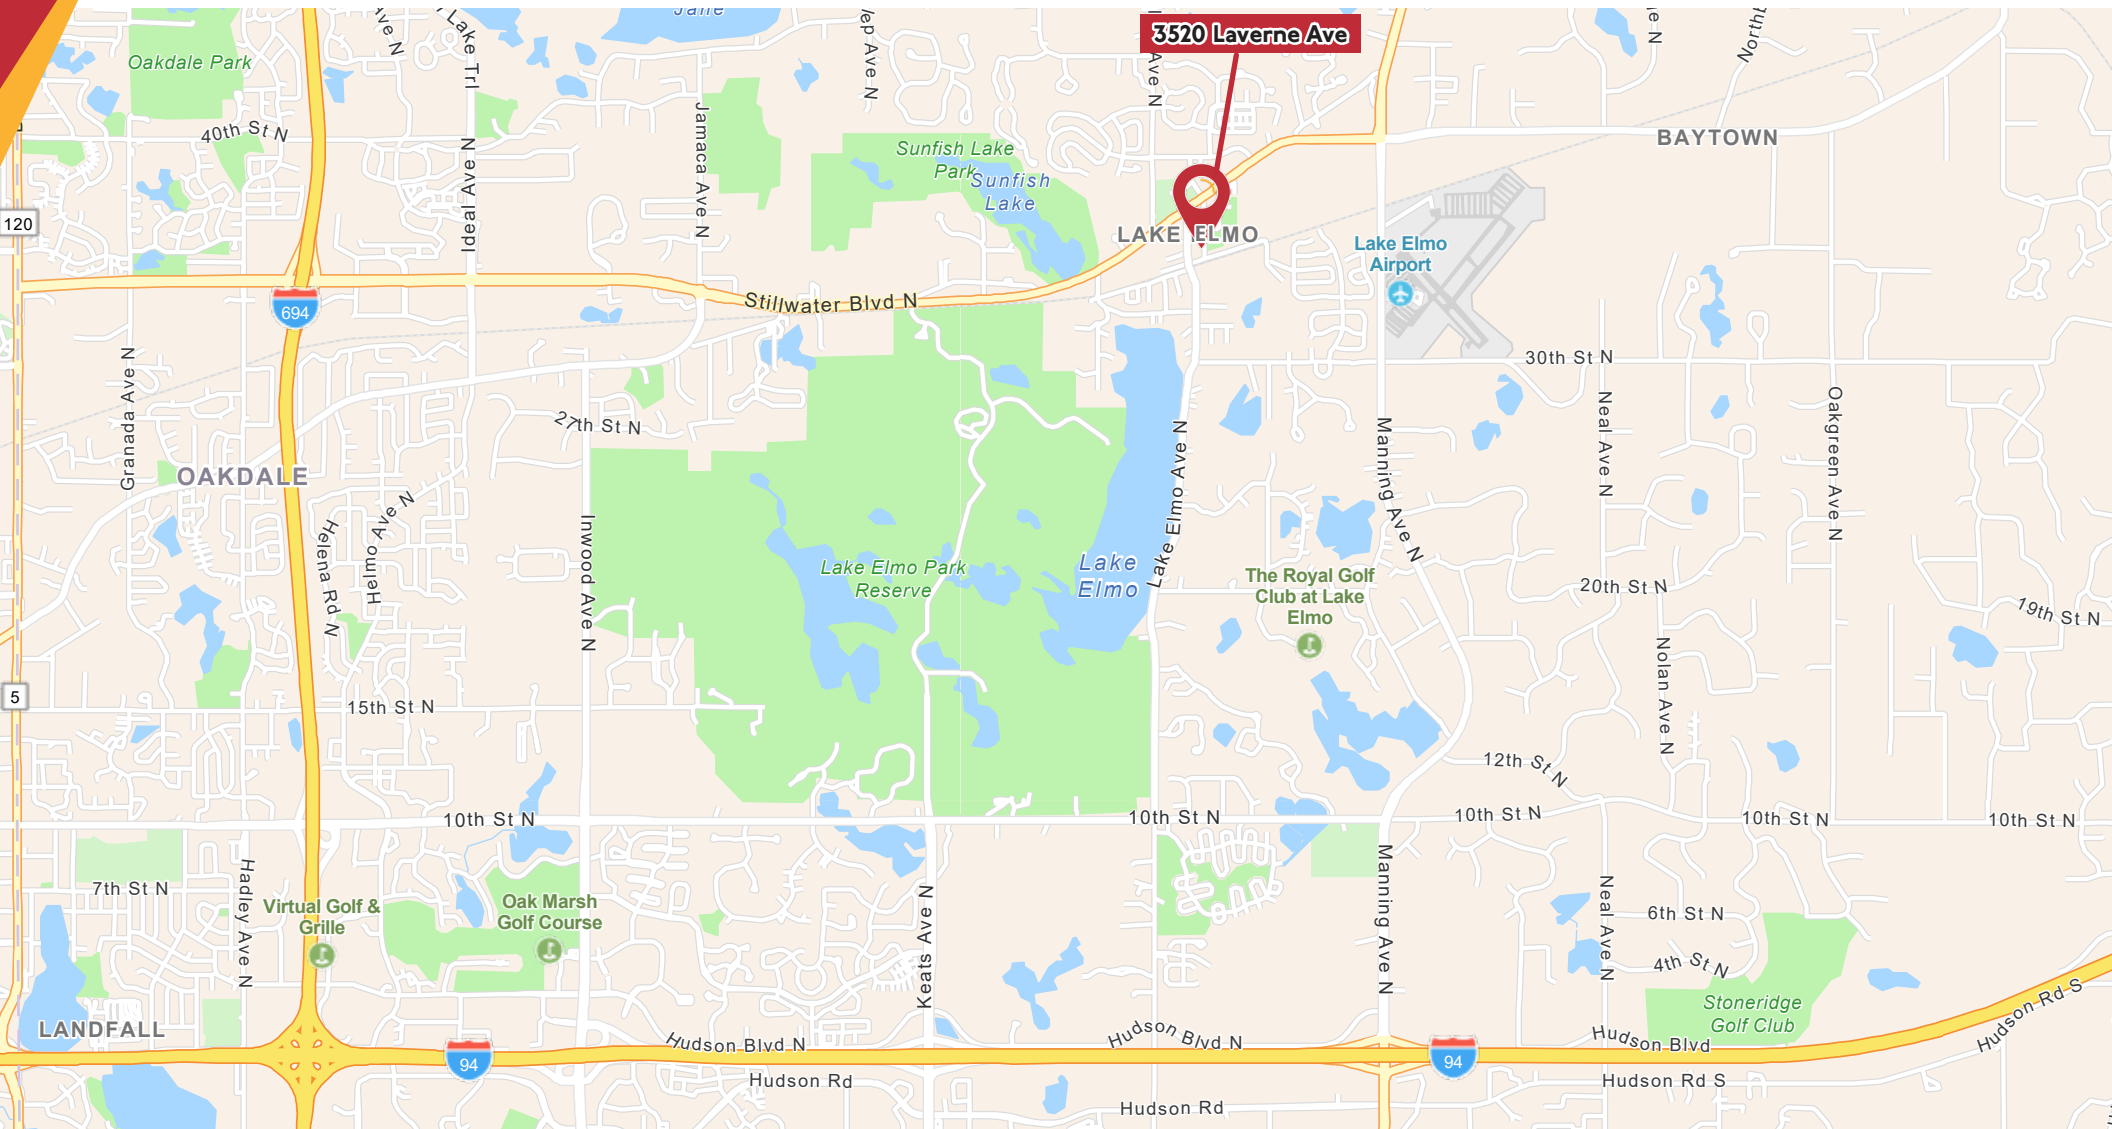 Jane
3520 Laverne Ave
Ave N
Lake Trl
Ave N
Oakdale Park
40th St N
Ideal Ave N
Jamaca Ave N
Sunfish Lake
Park
Sunfish
Lake
BAYTOWN
120
LAKE ELMO
Lake Elmo
Airport
694
Stillwater Blvd N
30th St N
Granada Ave N
27th St N
OAKDALE
Helena Rd N
Helmo Ave N
Inwood Ave N
Lake Elmo Park
Reserve
Lake
Elmo
Lake Elmo Ave N
Manning Ave N
Neal Ave N
Oakgreen Ave N
The Royal Golf
Club at Lake
Elmo
20th St N
19th St N
Nolan Ave N
5
15th St N
12th St N
10th St N
10th St N
10th St N
10th St N
10th St N
7th St N
Hadley Ave N
Virtual Golf &
Grille
Oak Marsh
Golf Course
Keats Ave N
Manning Ave N
Neal Ave N
6th St N
4th St N
Stoneridge
Golf Club
LANDFALL
94
Hudson Blvd N
Hudson Blvd N
94
Hudson Blvd
Hudson Rd S
Hudson Rd
Hudson Rd
Hudson Rd S